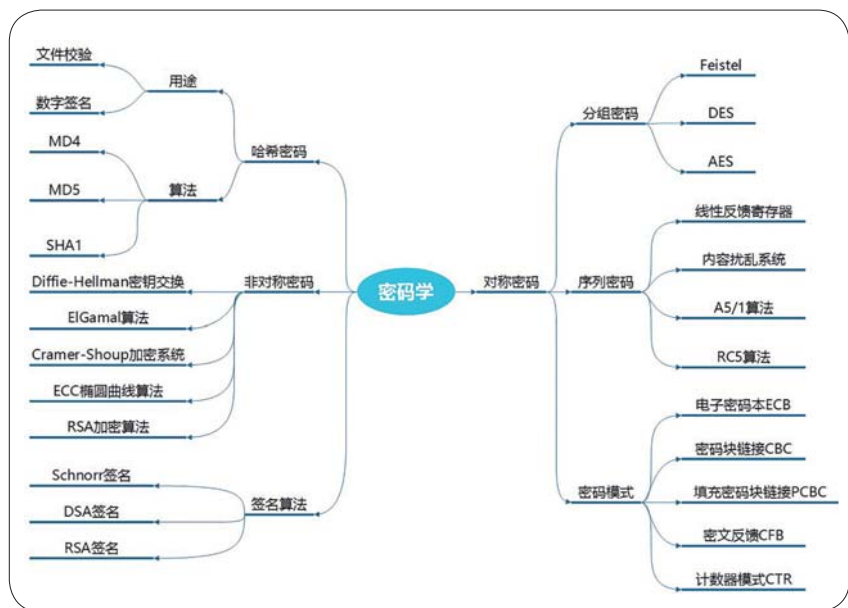 文件校验
用途
数字签名
MD4
哈希密码
MD5
算法
SHA1
Diffie-Hellman密钥交换
非对称密码
ElGamal算法
Cramer-Shoup加密系统
ECC椭圆曲线算法
RSA加密算法
Schnorr签名
DSA签名
签名算法
RSA签名
密码学
对称密码
分组密码
Feistel
DES
AES
序列密码
线性反馈寄存器
内容扰乱系统
A5/1算法
RC5算法
密码模式
电子密码本ECB
密码块链接CBC
填充密码块链接PCBC
密文反馈CFB
计数器模式CTR